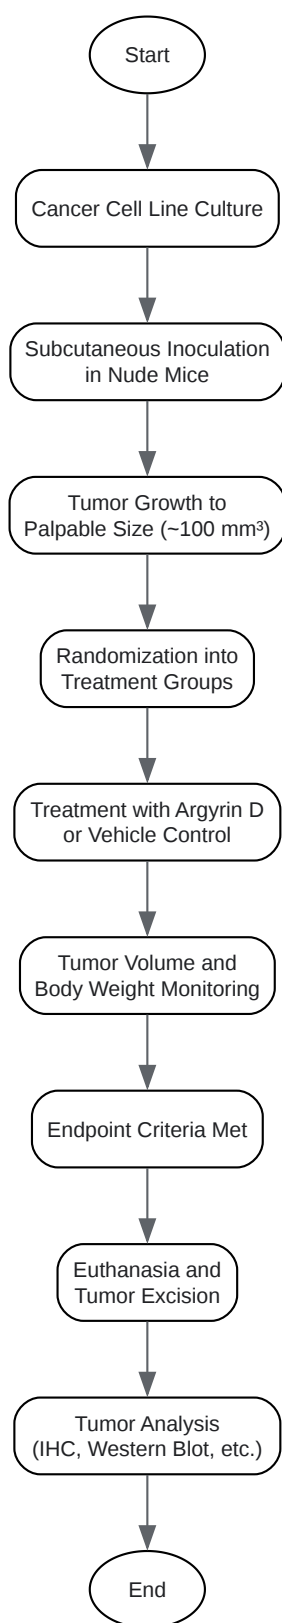 Start
Cancer Cell Line Culture
Subcutaneous Inoculation
in Nude Mice
Tumor Growth to
Palpable Size (~100 mm³)
Randomization into
Treatment Groups
Treatment with Argyrin D
or Vehicle Control
Tumor Volume and
Body Weight Monitoring
Endpoint Criteria Met
Euthanasia and
Tumor Excision
Tumor Analysis
(IHC, Western Blot, etc.)
End